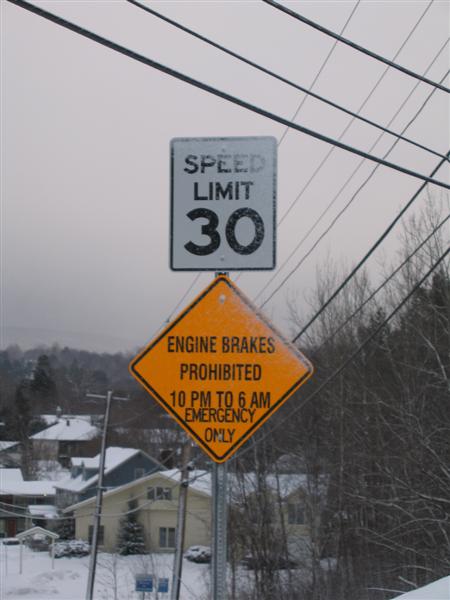 SPEED
LIMIT
30
ENGINE BRAKES
PROHIBITED
10 PM TO 6 AM
EMERGENCY
ONLY